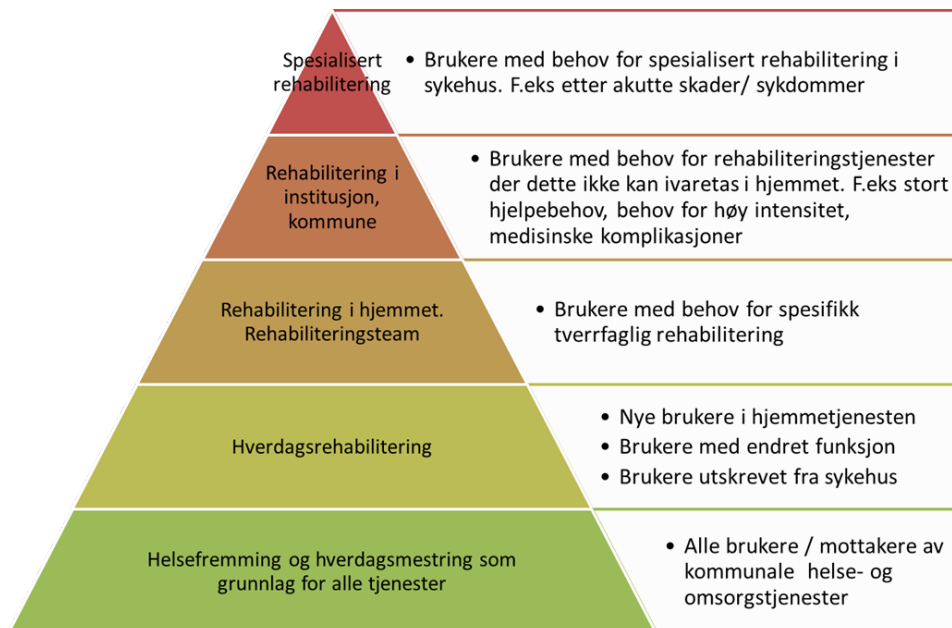 Spesialisert
rehabilitering
• Brukere med behov for spesialisert rehabilitering i
sykehus. F.eks etter akutte skader/ sykdommer
Rehabilitering i
institusjon,
kommune
• Brukere med behov for rehabiliteringstjenester
der dette ikke kan ivaretas i hjemmet. F.eks stort
hjelpebehov, behov for høy intensitet,
medisinske komplikasjoner
Rehabilitering i hjemmet.
Rehabiliteringsteam
• Brukere med behov for spesifikk
tverrfaglig rehabilitering
Hverdagsrehabilitering
• Nye brukere i hjemmetjenesten
• Brukere med endret funksjon
• Brukere utskrevet fra sykehus
Helsefremming og hverdagsmestring som
grunnlag for alle tjenester
• Alle brukere / mottakere av
kommunale helse- og
omsorgstjenester